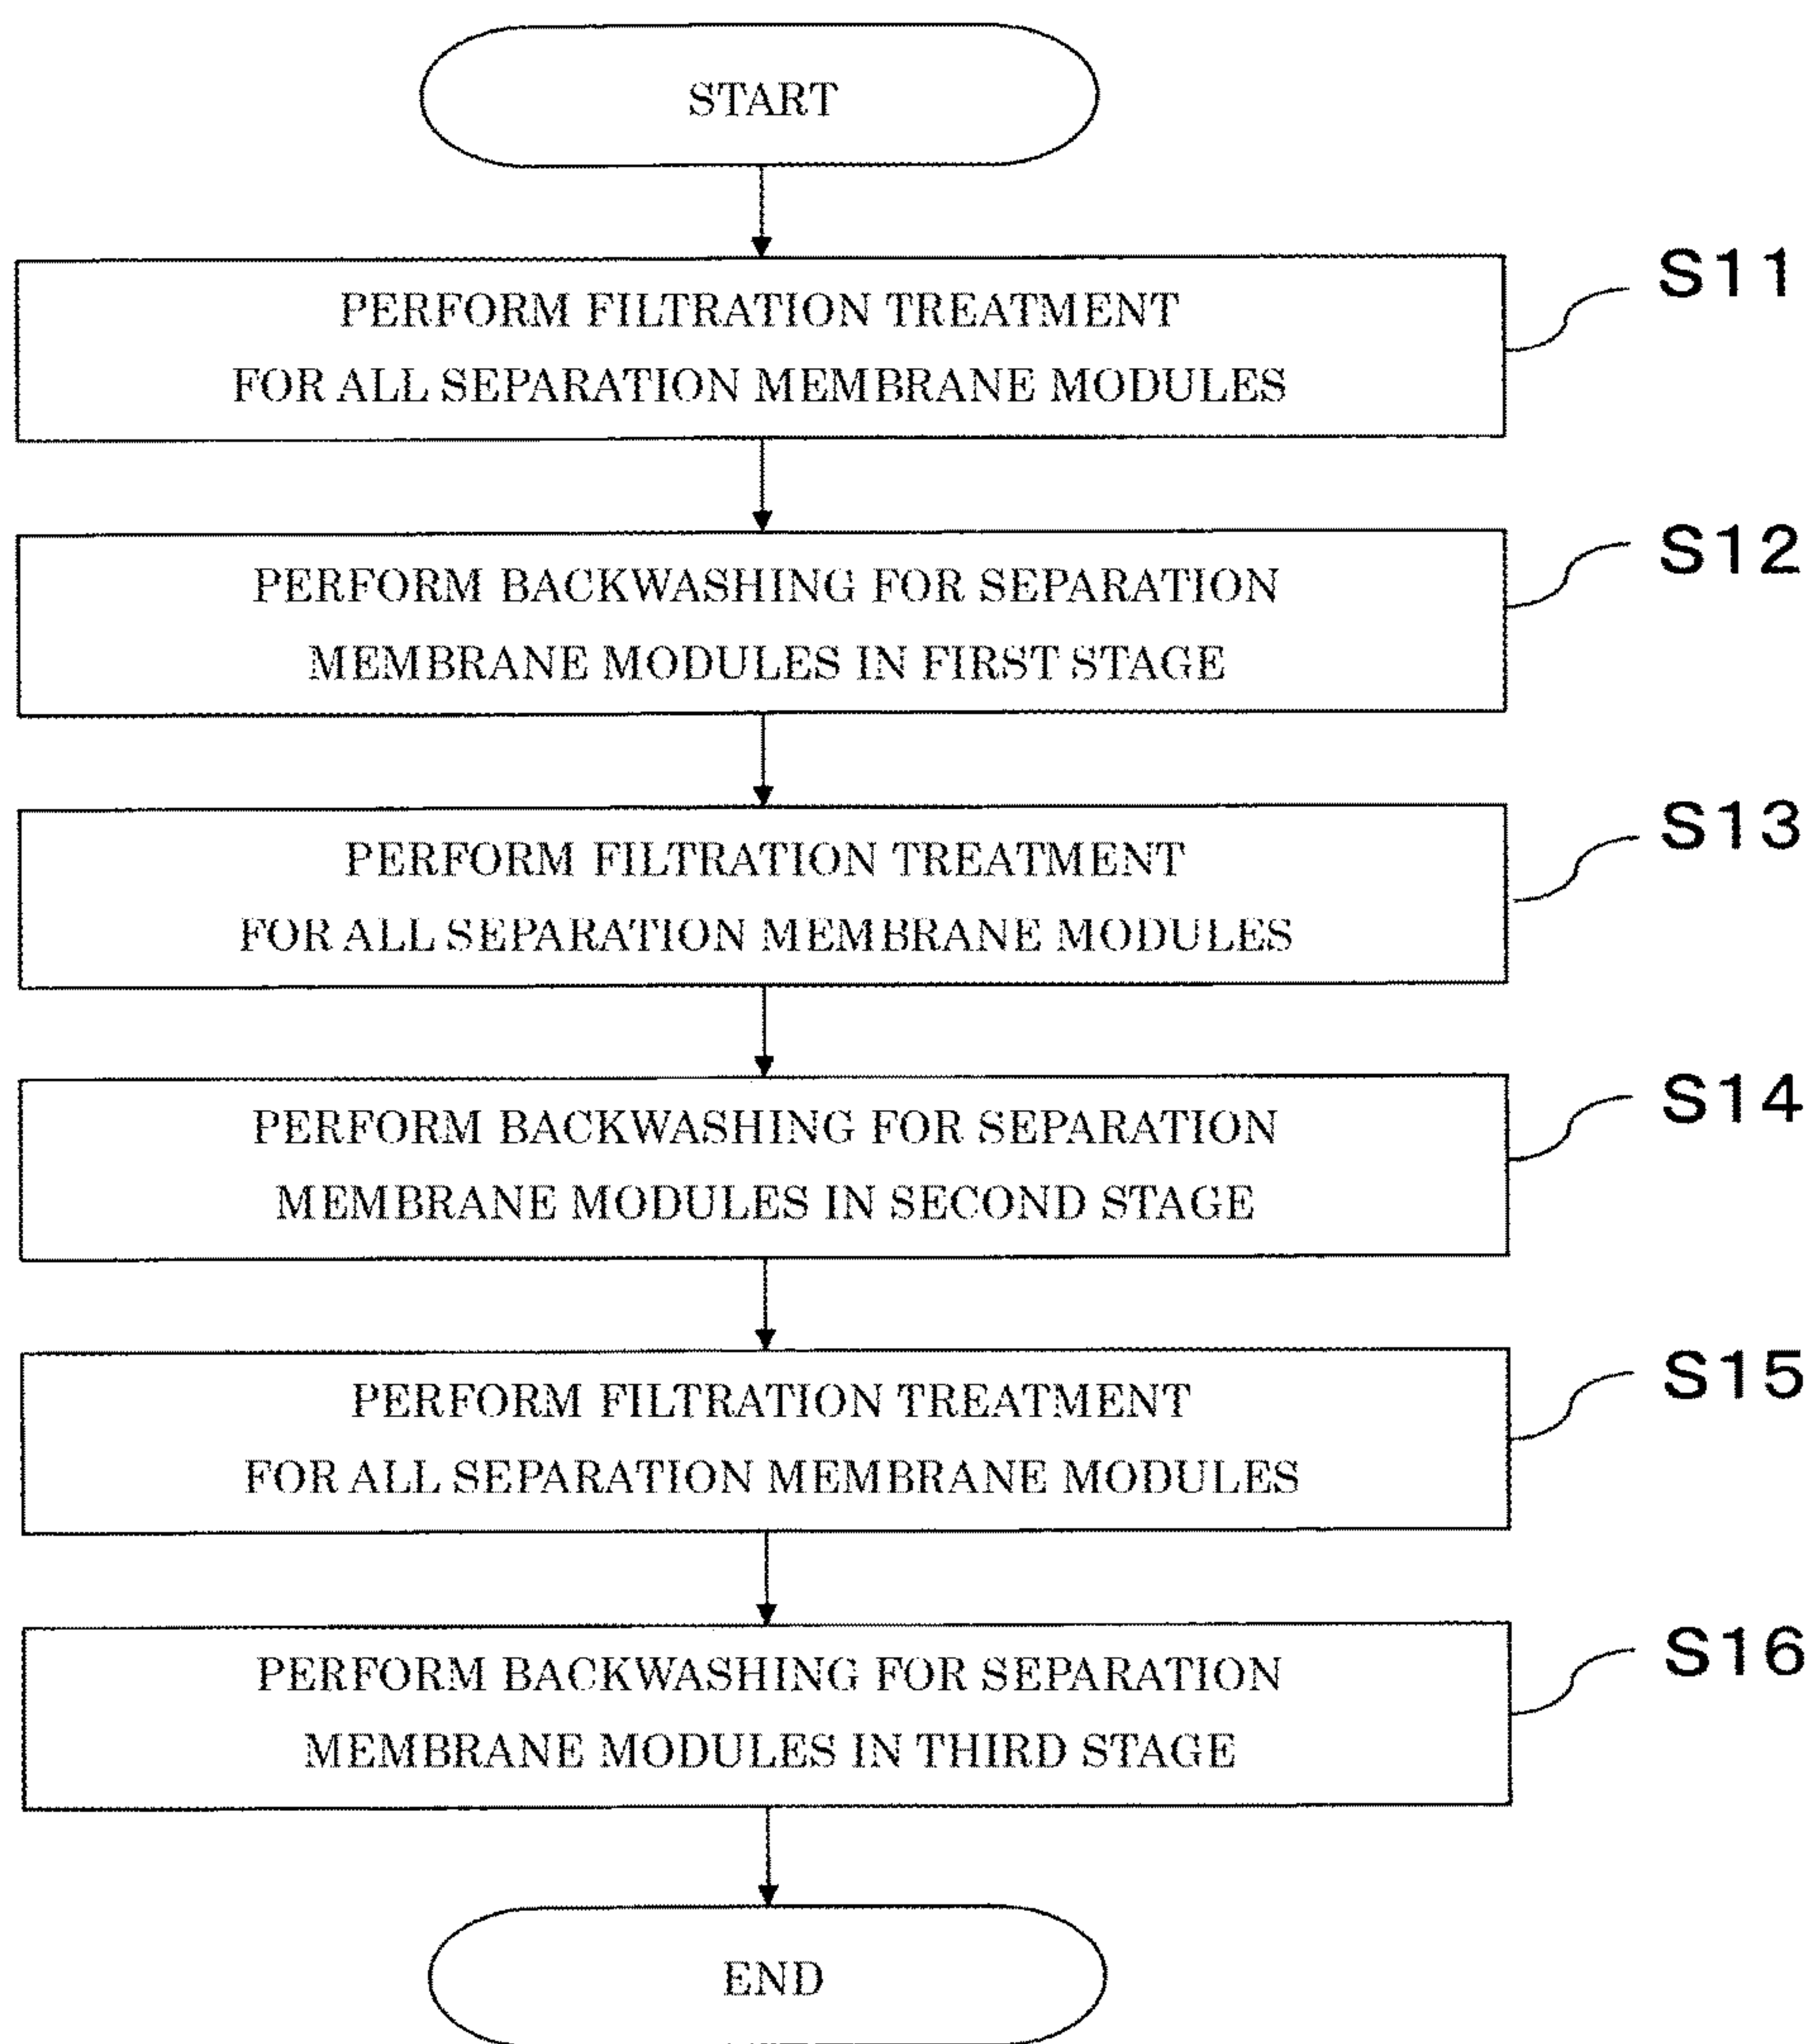 START
PERFORM FILTRATION TREATMENT
FOR ALL SEPARATION MEMBRANE MODULES
S11
PERFORM BACKWASHING FOR SEPARATION
MEMBRANE MODULES IN FIRST STAGE
S12
PERFORM FILTRATION TREATMENT
FOR ALL SEPARATION MEMBRANE MODULES
S13
PERFORM BACKWASHING FOR SEPARATION
MEMBRANE MODULES IN SECOND STAGE
S14
PERFORM FILTRATION TREATMENT
FOR ALL SEPARATION MEMBRANE MODULES
S15
PERFORM BACKWASHING FOR SEPARATION
MEMBRANE MODULES IN THIRD STAGE
S16
END